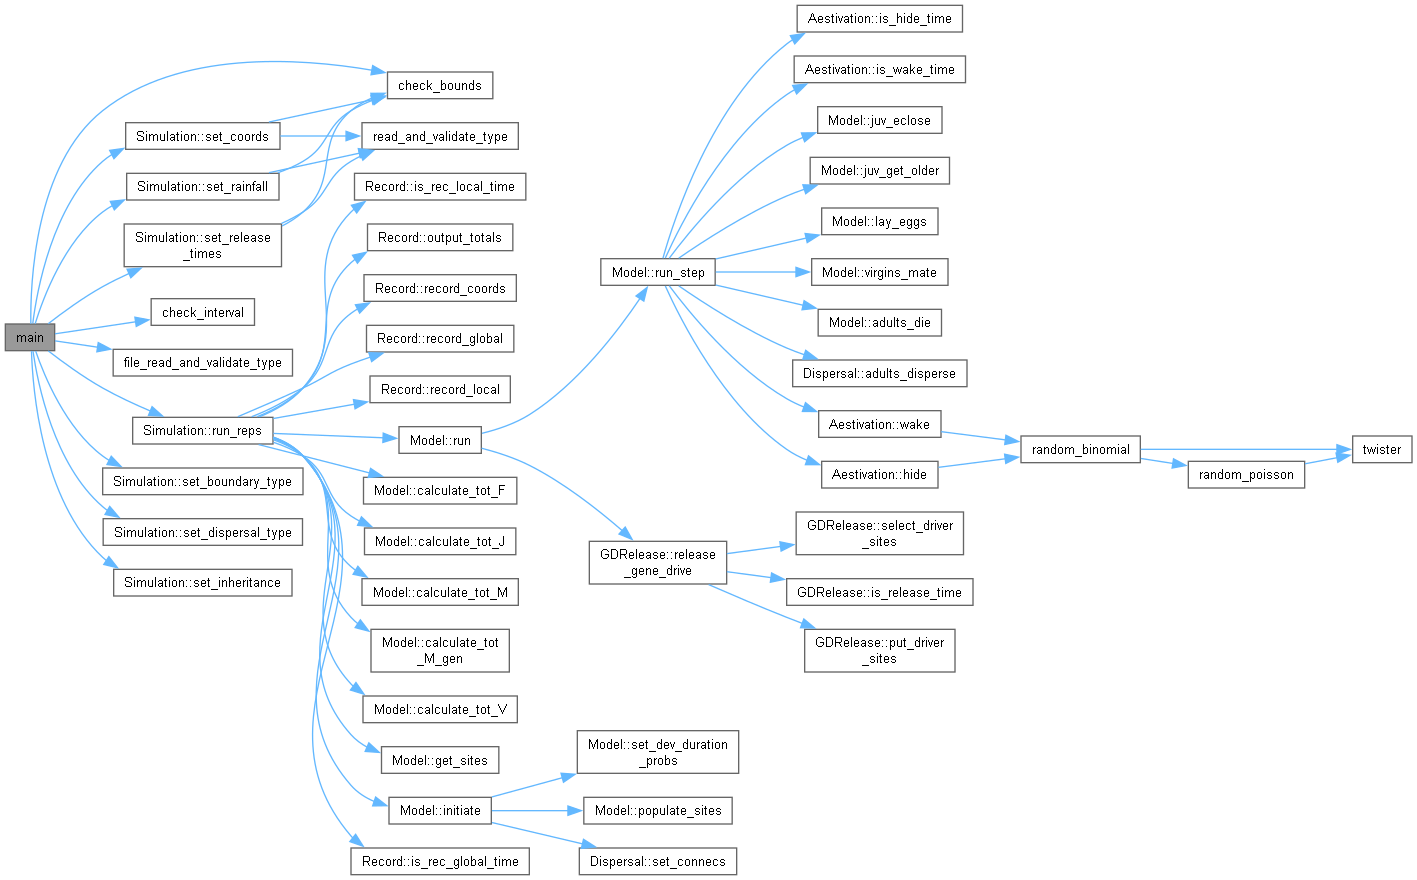 main
check_bounds
Simulation::set_coords
read_and_validate_type
Simulation::set_rainfall
Simulation::set_release
_times
check_interval
file_read_and_validate_type
Simulation::run_reps
Simulation::set_boundary_type
Simulation::set_dispersal_type
Simulation::set_inheritance
Record::is_rec_local_time
Record::output_totals
Record::record_coords
Record::record_global
Record::record_local
Model::run
Model::calculate_tot_F
Model::calculate_tot_J
Model::calculate_tot_M
Model::calculate_tot
_M_gen
Model::calculate_tot_V
Model::get_sites
Model::initiate
Record::is_rec_global_time
Model::run_step
GDRelease::release
_gene_drive
Model::set_dev_duration
_probs
Model::populate_sites
Dispersal::set_connecs
Aestivation::is_hide_time
Aestivation::is_wake_time
Model::juv_eclose
Model::juv_get_older
Model::lay_eggs
Model::virgins_mate
Model::adults_die
Dispersal::adults_disperse
Aestivation::wake
Aestivation::hide
GDRelease::select_driver
_sites
GDRelease::is_release_time
GDRelease::put_driver
_sites
random_binomial
random_poisson
twister